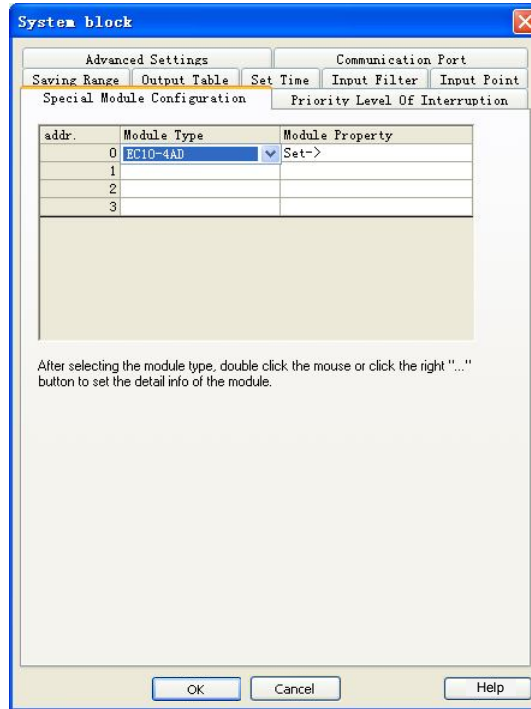 System block
Advanced Settings Communication Port
Saving Range Output Table Set Time Input Filter Input Point
Special Module Configuration Priority Level Of Interruption
addr. Module Type Module Property
0 EC10-4AD Set->
1
2
3
After selecting the module type, double click the mouse or click the right "..."
button to set the detail info of the module.
OK Cancel Help